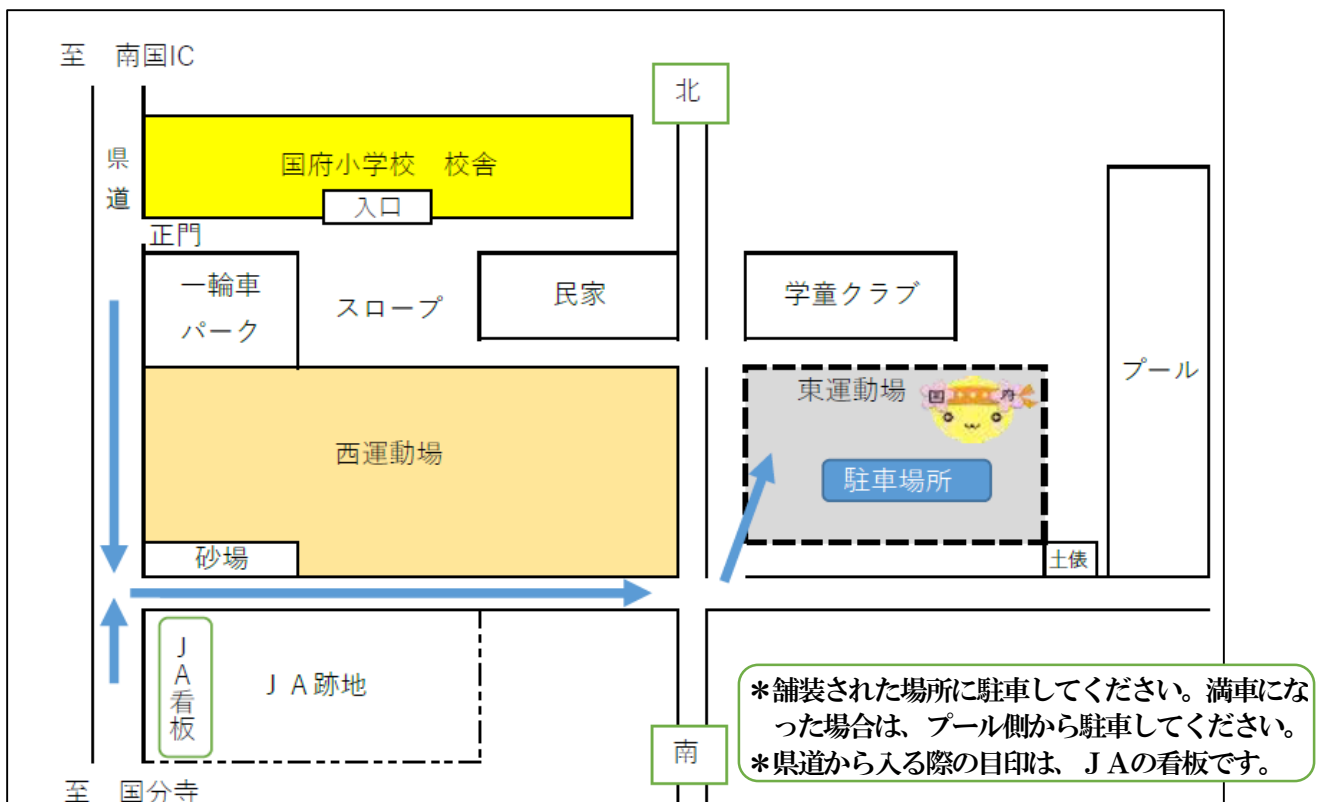 至　南国IC
北
県
道
国府小学校　校舎
入口
正門
一輪車
パーク
スロープ
民家
学童クラブ
プール
東運動場
国
府
西運動場
駐車場所
砂場
土俵
J
A
看
板
ＪＡ跡地
＊舗装された場所に駐車してください。満車にな
った場合は、プール側から駐車してください。
＊県道から入る際の目印は、ＪＡの看板です。
南
至　国分寺